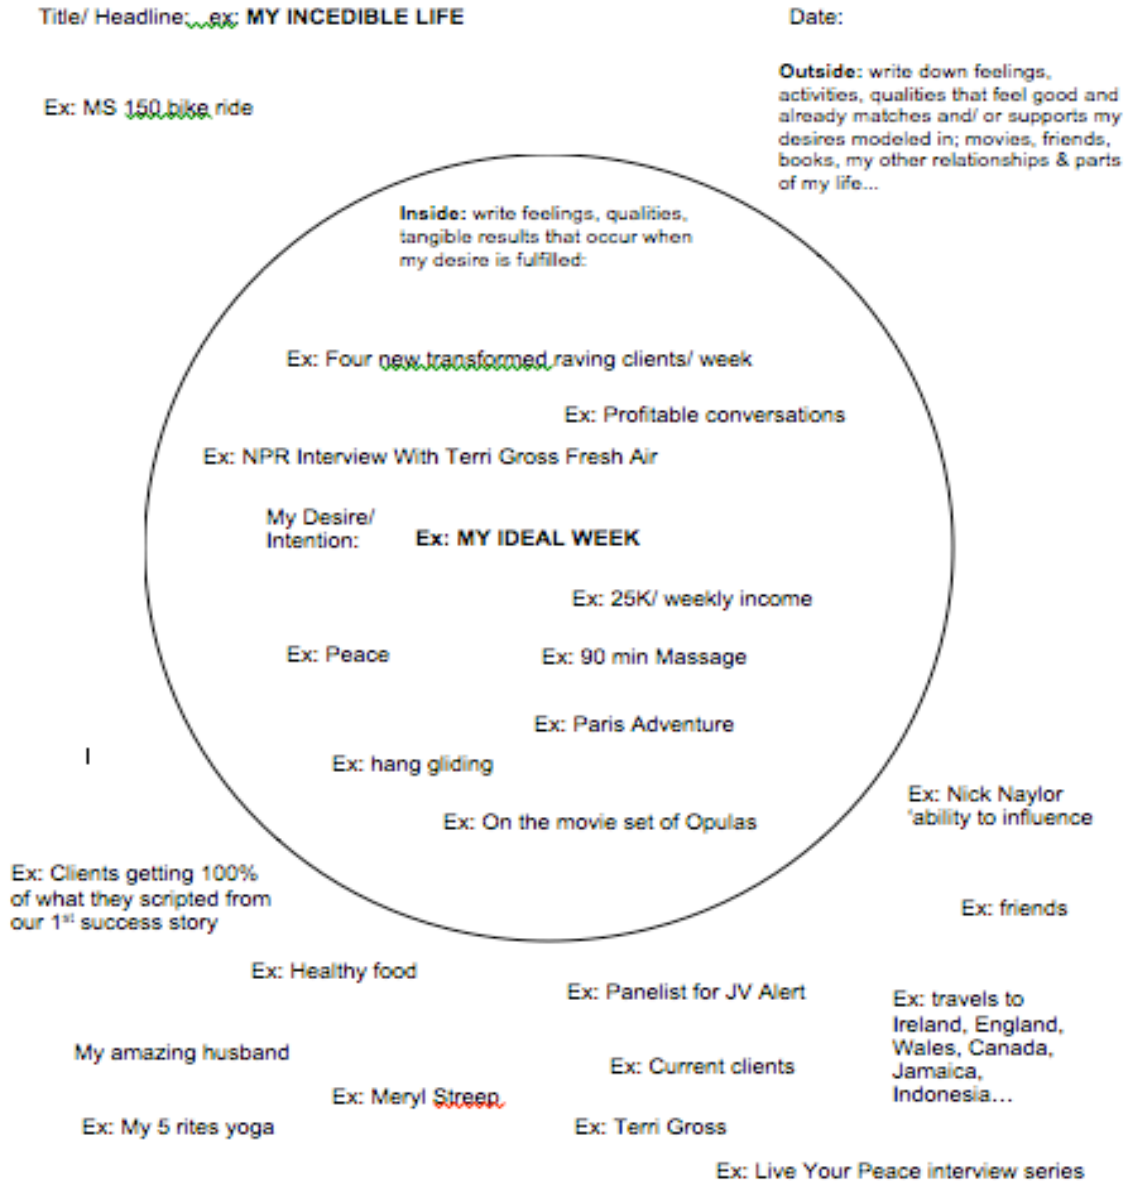 Title/ Headline: ex: MY INCEDIBLE LIFE
Date:
Ex: MS 150 bike ride
Outside: write down feelings,
activities, qualities that feel good and
already matches and/ or supports my
desires modeled in; movies, friends,
books, my other relationships & parts
of my life...
Inside: write feelings, qualities,
tangible results that occur when
my desire is fulfilled:
Ex: Four new transformed raving clients/ week
Ex: Profitable conversations
Ex: NPR Interview With Terri Gross Fresh Air
My Desire/
Intention:
Ex: MY IDEAL WEEK
Ex: 25K/ weekly income
Ex: Peace
Ex: 90 min Massage
Ex: Paris Adventure
Ex: hang gliding
Ex: On the movie set of Opulas
Ex: Nick Naylor
'ability to influence
Ex: Clients getting 100%
of what they scripted from
our 1st success story
Ex: friends
Ex: Healthy food
Ex: Panelist for JV Alert
Ex: travels to
Ireland, England,
Wales, Canada,
Jamaica,
Indonesia...
My amazing husband
Ex: Current clients
Ex: Meryl Streep
Ex: My 5 rites yoga
Ex: Terri Gross
Ex: Live Your Peace interview series